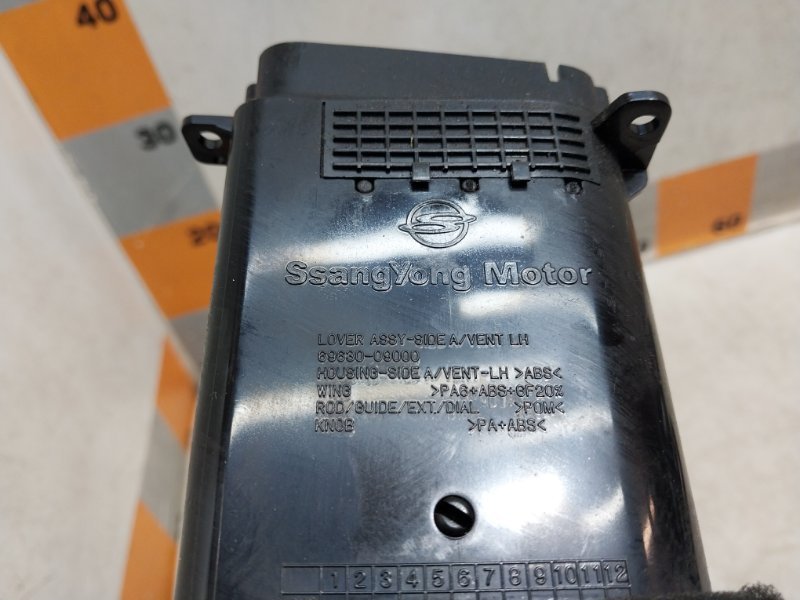 40
30
20
60
SsangYong Motor
LOVER ASSY-SIDE A/VENT LH
69630-09000
HOUSING-SIDE A/VENT-LH >ABS<
WING >PA6+ABS+GF20%
ROD/GUIDE/EXT./DIAL >POM<
KNOB >PA+ABS<
1 2 3 4 5 6 7 8 9 10 11 12